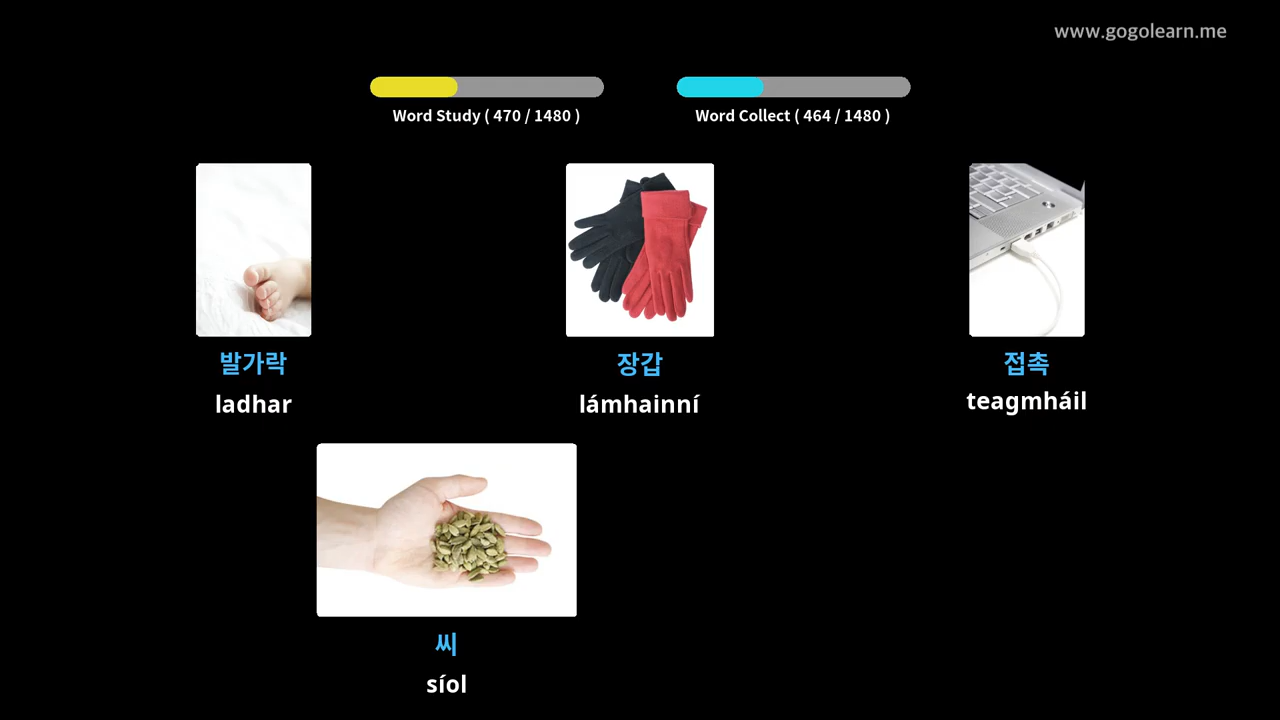 www.gogolearn.me
Word Study ( 470 / 1480 )
Word Collect ( 464 / 1480 )
발가락
ladhar
장갑
lámhainní
접촉
teagmháil
씨
síol